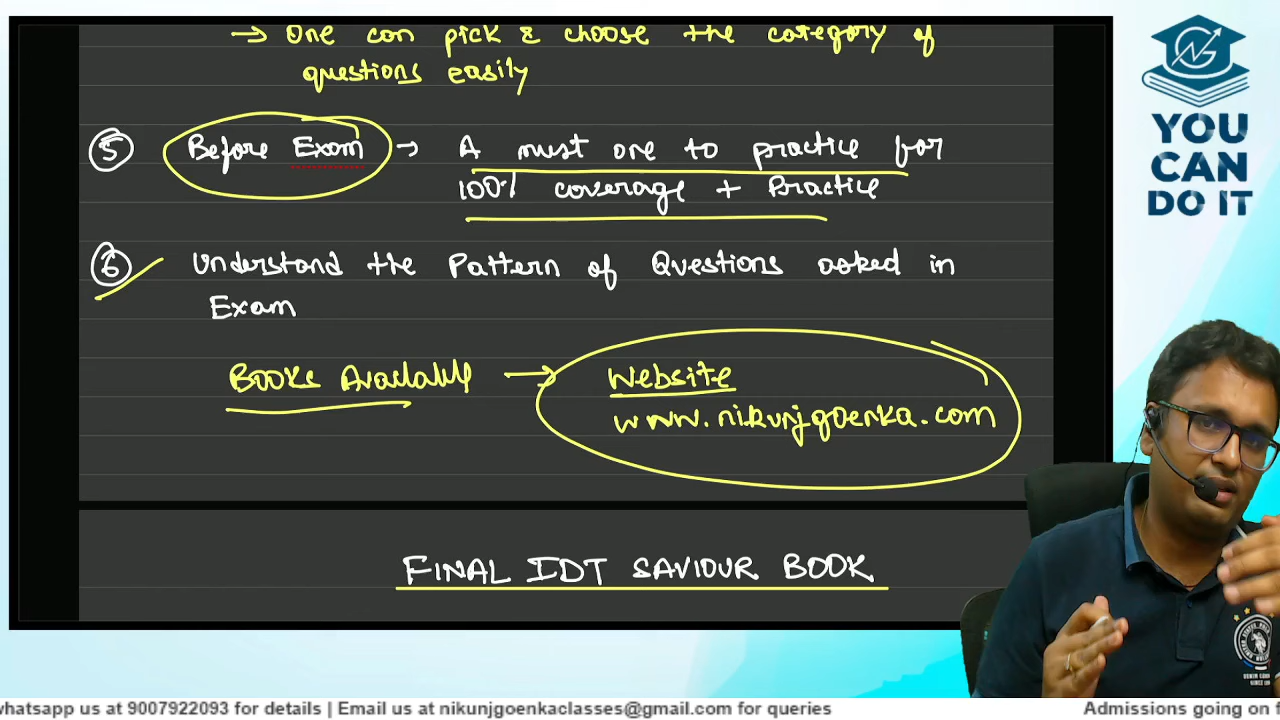 → One can pick & choose the category of
questions easily
YOU
CAN
DO IT
⑤ Before Exam → A must one to practice for
100% coverage + Practice
⑥ Understand the Pattern of Questions asked in
Exam
Books Available → Website
www.nikunjgoenka.com
FINAL IDT SAVIOUR BOOK
whatsapp us at 9007922093 for details | Email us at nikunjgoenkaclasses@gmail.com for queries
Admissions going on f